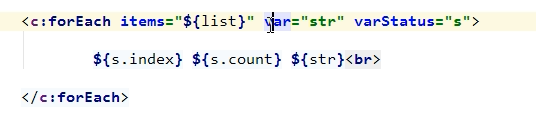 <c:forEach items="${list}" var="str" varStatus="s">
${s.index} ${s.count} ${str}<br>
</c:forEach>